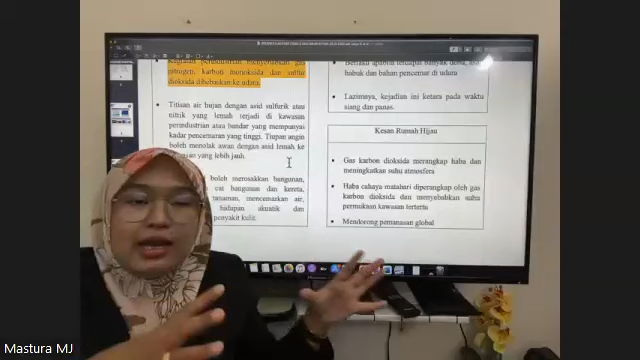 Kegiatan perindustrian menyebabkan gas
nitrogen, karbon monoksida dan sulfur
dioksida dibebaskan ke udara.
Titisan air hujan dengan asid sulfurik atau
nitrik yang lemah terjadi di kawasan
perindustrian atau bandar yang mempunyai
kadar pencemaran yang tinggi. Tiupan angin
boleh menolak awan dengan asid lemah ke
yang lebih jauh.
boleh merosakkan bangunan,
cat bangunan dan kereta,
tanaman, mencemarkan air,
hidupan akuatik dan
penyakit kulit.
Berlaku apabila terdapat banyak
habuk dan bahan pencemar di udara
Lazimnya, kejadian ini ketara pada waktu
siang dan panas.
Kesan Rumah Hijau
Gas karbon dioksida merangkap haba dan
meningkatkan suhu atmosfera
Haba cahaya matahari diperangkap oleh gas
karbon dioksida dan menyebabkan suhu
permukaan kawasan tertentu
Mendorong pemanasan global
Mastura MJ